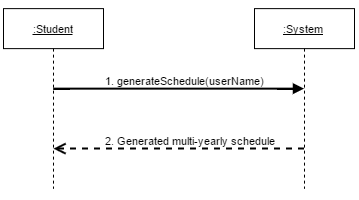 :Student
:System
1. generateSchedule(userName)
2. Generated multi-yearly schedule